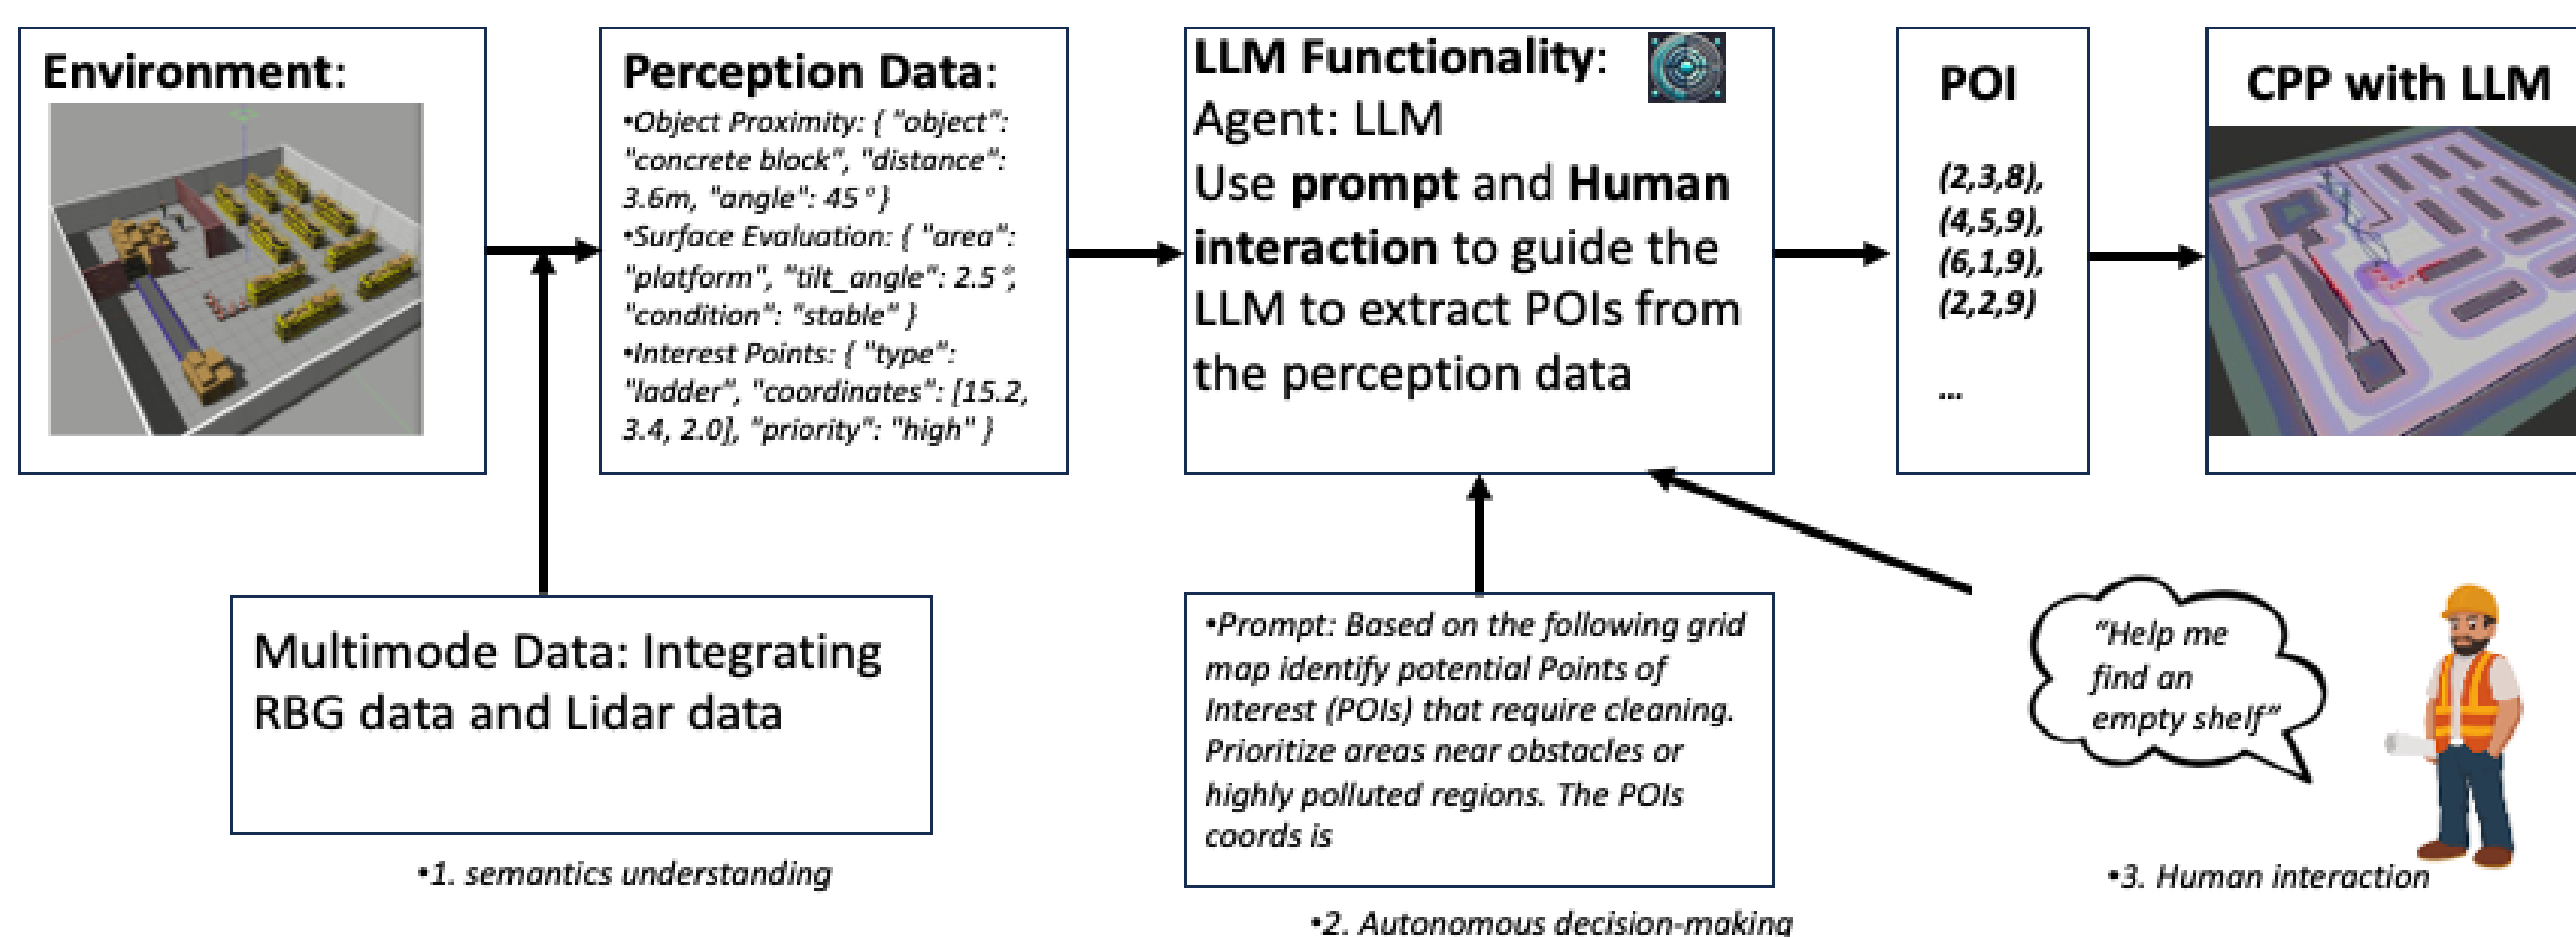 Environment:
Perception Data:
•Object Proximity: { "object":
"concrete block", "distance":
3.6m, "angle": 45°}
•Surface Evaluation: { "area":
"platform", "tilt_angle": 2.5°,
"condition": "stable" }
•Interest Points: { "type":
"ladder", "coordinates": [15.2,
3.4, 2.0], "priority": "high" }
LLM Functionality:
Agent: LLM
Use prompt and Human
interaction to guide the
LLM to extract POIs from
the perception data
POI
(2,3,8),
(4,5,9),
(6,1,9),
(2,2,9)
...
CPP with LLM
Multimode Data: Integrating
RBG data and Lidar data
•1. semantics understanding
•Prompt: Based on the following grid
map identify potential Points of
Interest (POIs) that require cleaning.
Prioritize areas near obstacles or
highly polluted regions. The POIs
coords is
•2. Autonomous decision-making
"Help me
find an
empty shelf"
•3. Human interaction